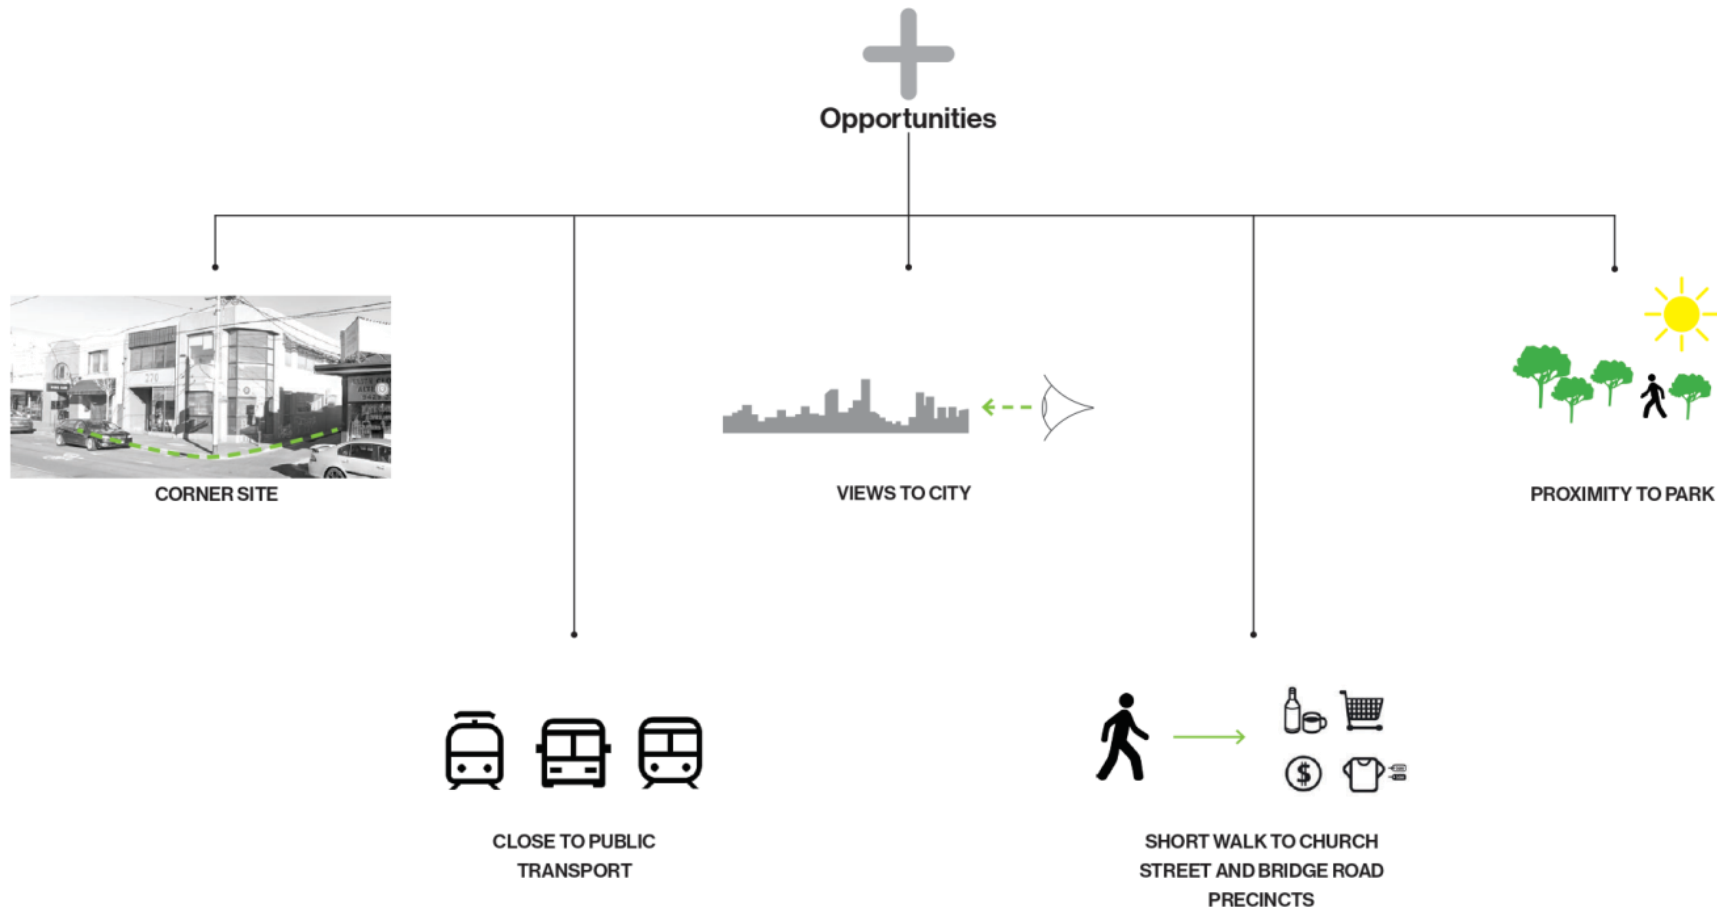 Opportunities
CORNER SITE
VIEWS TO CITY
PROXIMITY TO PARK
CLOSE TO PUBLIC
TRANSPORT
SHORT WALK TO CHURCH
STREET AND BRIDGE ROAD
PRECINCTS
$